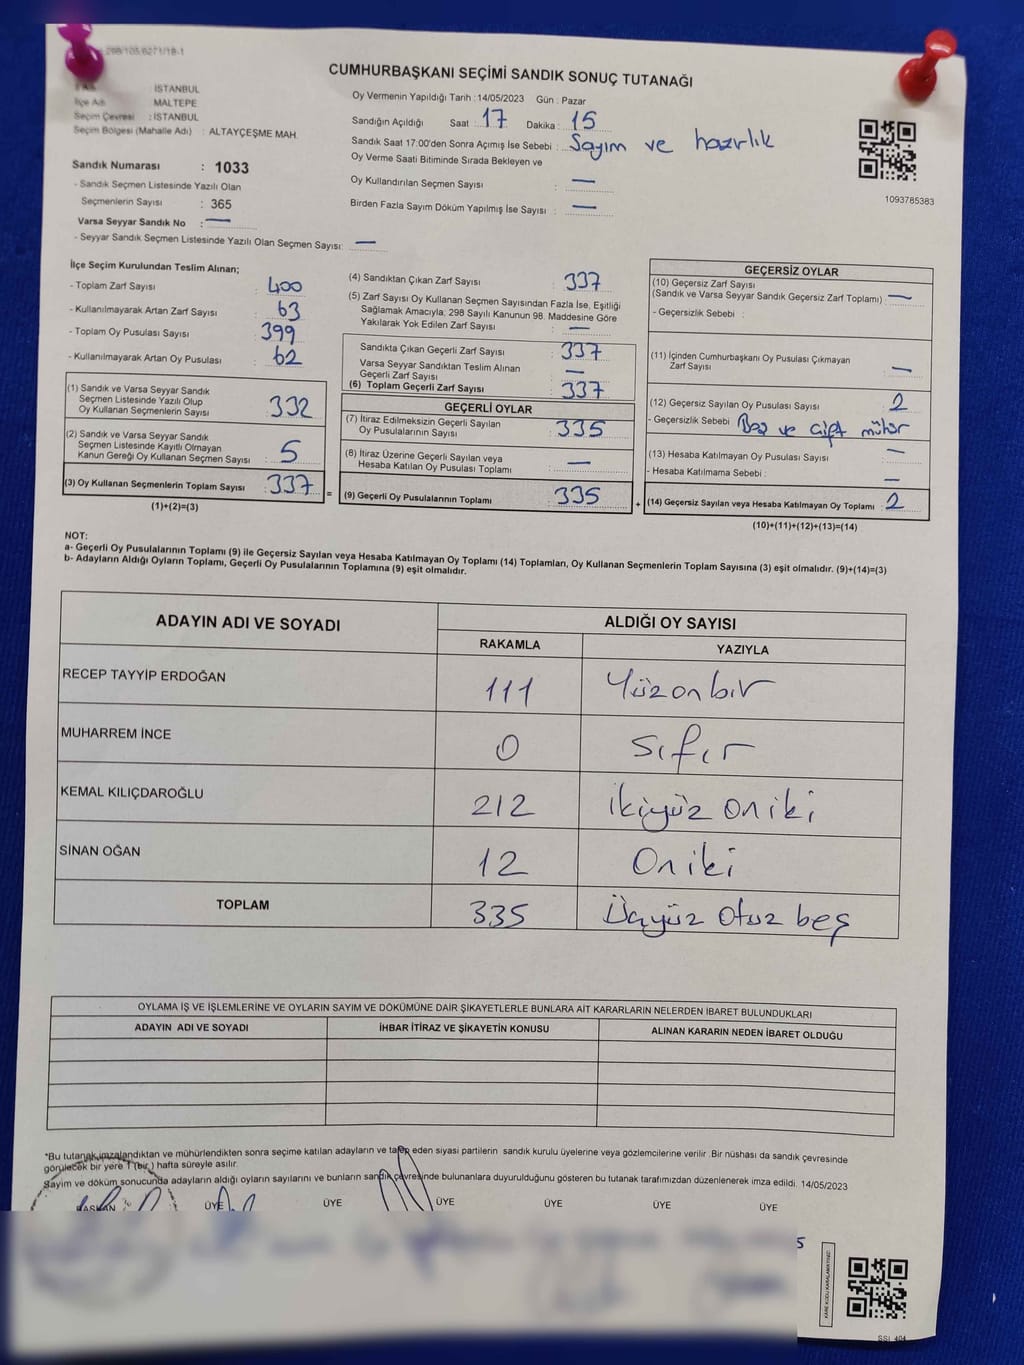 298/105/6271/18-1
CUMHURBAŞKANI SEÇİMİ SANDIK SONUÇ TUTANAĞI
: İSTANBUL
İlçe Adı : MALTEPE
Seçim Çevresi : İSTANBUL
Seçim Bölgesi (Mahalle Adı) : ALTAYÇEŞME MAH.
Sandık Numarası : 1033
- Sandık Seçmen Listesinde Yazılı Olan
Seçmenlerin Sayısı : 365
Varsa Seyyar Sandık No : —
- Seyyar Sandık Seçmen Listesinde Yazılı Olan Seçmen Sayısı: —
Oy Vermenin Yapıldığı Tarih : 14/05/2023 Gün : Pazar
Sandığın Açıldığı Saat : 17 Dakika : 15
Sandık Saat 17:00'den Sonra Açımış İse Sebebi : Sayım ve hazırlık
Oy Verme Saati Bitiminde Sırada Bekleyen ve
Oy Kullandırılan Seçmen Sayısı : —
Birden Fazla Sayım Döküm Yapılmış İse Sayısı : —
1093785383
İlçe Seçim Kurulundan Teslim Alınan;
- Toplam Zarf Sayısı : 400
- Kullanılmayarak Artan Zarf Sayısı : 63
- Toplam Oy Pusulası Sayısı : 399
- Kullanılmayarak Artan Oy Pusulası : 62
(1) Sandık ve Varsa Seyyar Sandık
Seçmen Listesinde Yazılı Olup
Oy Kullanan Seçmenlerin Sayısı : 332
(2) Sandık ve Varsa Seyyar Sandık
Seçmen Listesinde Kayıtlı Olmayan
Kanun Gereği Oy Kullanan Seçmen Sayısı : 5
(3) Oy Kullanan Seçmenlerin Toplam Sayısı : 337 =
(1)+(2)=(3)
(4) Sandıktan Çıkan Zarf Sayısı : 337
(5) Zarf Sayısı Oy Kullanan Seçmen Sayısından Fazla İse, Eşitliği
Sağlamak Amacıyla; 298 Sayılı Kanunun 98. Maddesine Göre
Yakılarak Yok Edilen Zarf Sayısı : —
Sandıkta Çıkan Geçerli Zarf Sayısı : 337
Varsa Seyyar Sandıktan Teslim Alınan
Geçerli Zarf Sayısı : —
(6) Toplam Geçerli Zarf Sayısı : 337
GEÇERLİ OYLAR
(7) İtiraz Edilmeksizin Geçerli Sayılan
Oy Pusulalarının Sayısı : 335
(8) İtiraz Üzerine Geçerli Sayılan veya
Hesaba Katılan Oy Pusulası Toplamı : —
(9) Geçerli Oy Pusulalarının Toplamı : 335 +
GEÇERSİZ OYLAR
(10) Geçersiz Zarf Sayısı
(Sandık ve Varsa Seyyar Sandık Geçersiz Zarf Toplamı) : —
- Geçersizlik Sebebi :
(11) İçinden Cumhurbaşkanı Oy Pusulası Çıkmayan
Zarf Sayısı : —
(12) Geçersiz Sayılan Oy Pusulası Sayısı : 2
- Geçersizlik Sebebi : Boş ve çift mühür
(13) Hesaba Katılmayan Oy Pusulası Sayısı : —
- Hesaba Katılmama Sebebi : —
(14) Geçersiz Sayılan veya Hesaba Katılmayan Oy Toplamı : 2
(10)+(11)+(12)+(13)=(14)
NOT:
a- Geçerli Oy Pusulalarının Toplamı (9) ile Geçersiz Sayılan veya Hesaba Katılmayan Oy Toplamı (14) Toplamları, Oy Kullanan Seçmenlerin Toplam Sayısına (3) eşit olmalıdır. (9)+(14)=(3)
b- Adayların Aldığı Oyların Toplamı, Geçerli Oy Pusulalarının Toplamına (9) eşit olmalıdır.
ADAYIN ADI VE SOYADI ALDIĞI OY SAYISI
RAKAMLA YAZIYLA
RECEP TAYYİP ERDOĞAN 111 Yüzonbir
MUHARREM İNCE 0 sıfır
KEMAL KILIÇDAROĞLU 212 ikiyüz oniki
SİNAN OĞAN 12 Oniki
TOPLAM 335 Üçyüz otuz beş
OYLAMA İŞ VE İŞLEMLERİNE VE OYLARIN SAYIM VE DÖKÜMÜNE DAİR ŞİKAYETLERLE BUNLARA AİT KARARLARIN NELERDEN İBARET BULUNDUKLARI
ADAYIN ADI VE SOYADI İHBAR İTİRAZ VE ŞİKAYETİN KONUSU ALINAN KARARIN NEDEN İBARET OLDUĞU
*Bu tutanak imzalandıktan ve mühürlendikten sonra seçime katılan adayların ve talep eden siyasi partilerin sandık kurulu üyelerine veya gözlemcilerine verilir. Bir nüshası da sandık çevresinde
görülecek bir yere 1 (bir) hafta süreyle asılır.
Sayım ve döküm sonucunda adayların aldığı oyların sayılarını ve bunların sandık çevresinde bulunanlara duyurulduğunu gösteren bu tutanak tarafımızdan düzenlenerek imza edildi. 14/05/2023
BAŞKAN ÜYE ÜYE ÜYE ÜYE ÜYE ÜYE
5
SSI_404